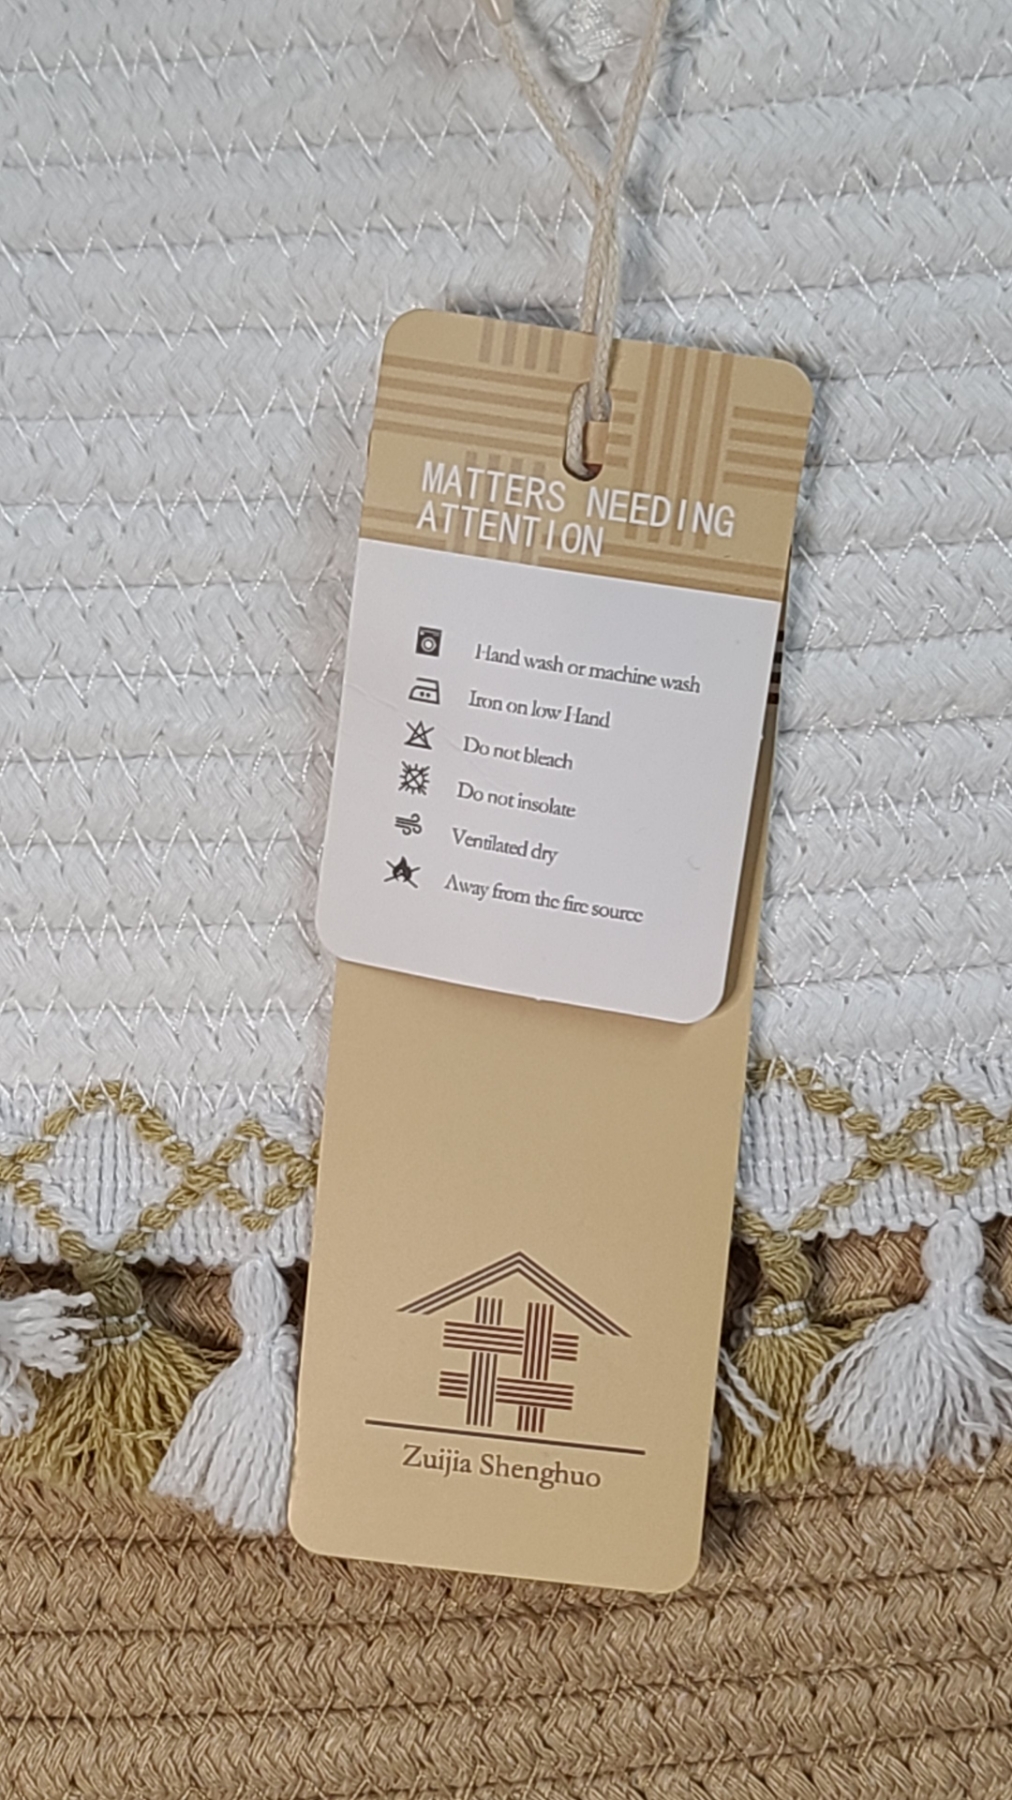 MATTERS NEEDING
ATTENTION
Hand wash or machine wash
Iron on low Hand
Do not bleach
Do not insolate
Ventilated dry
Away from the fire source
Zuijia Shenghuo